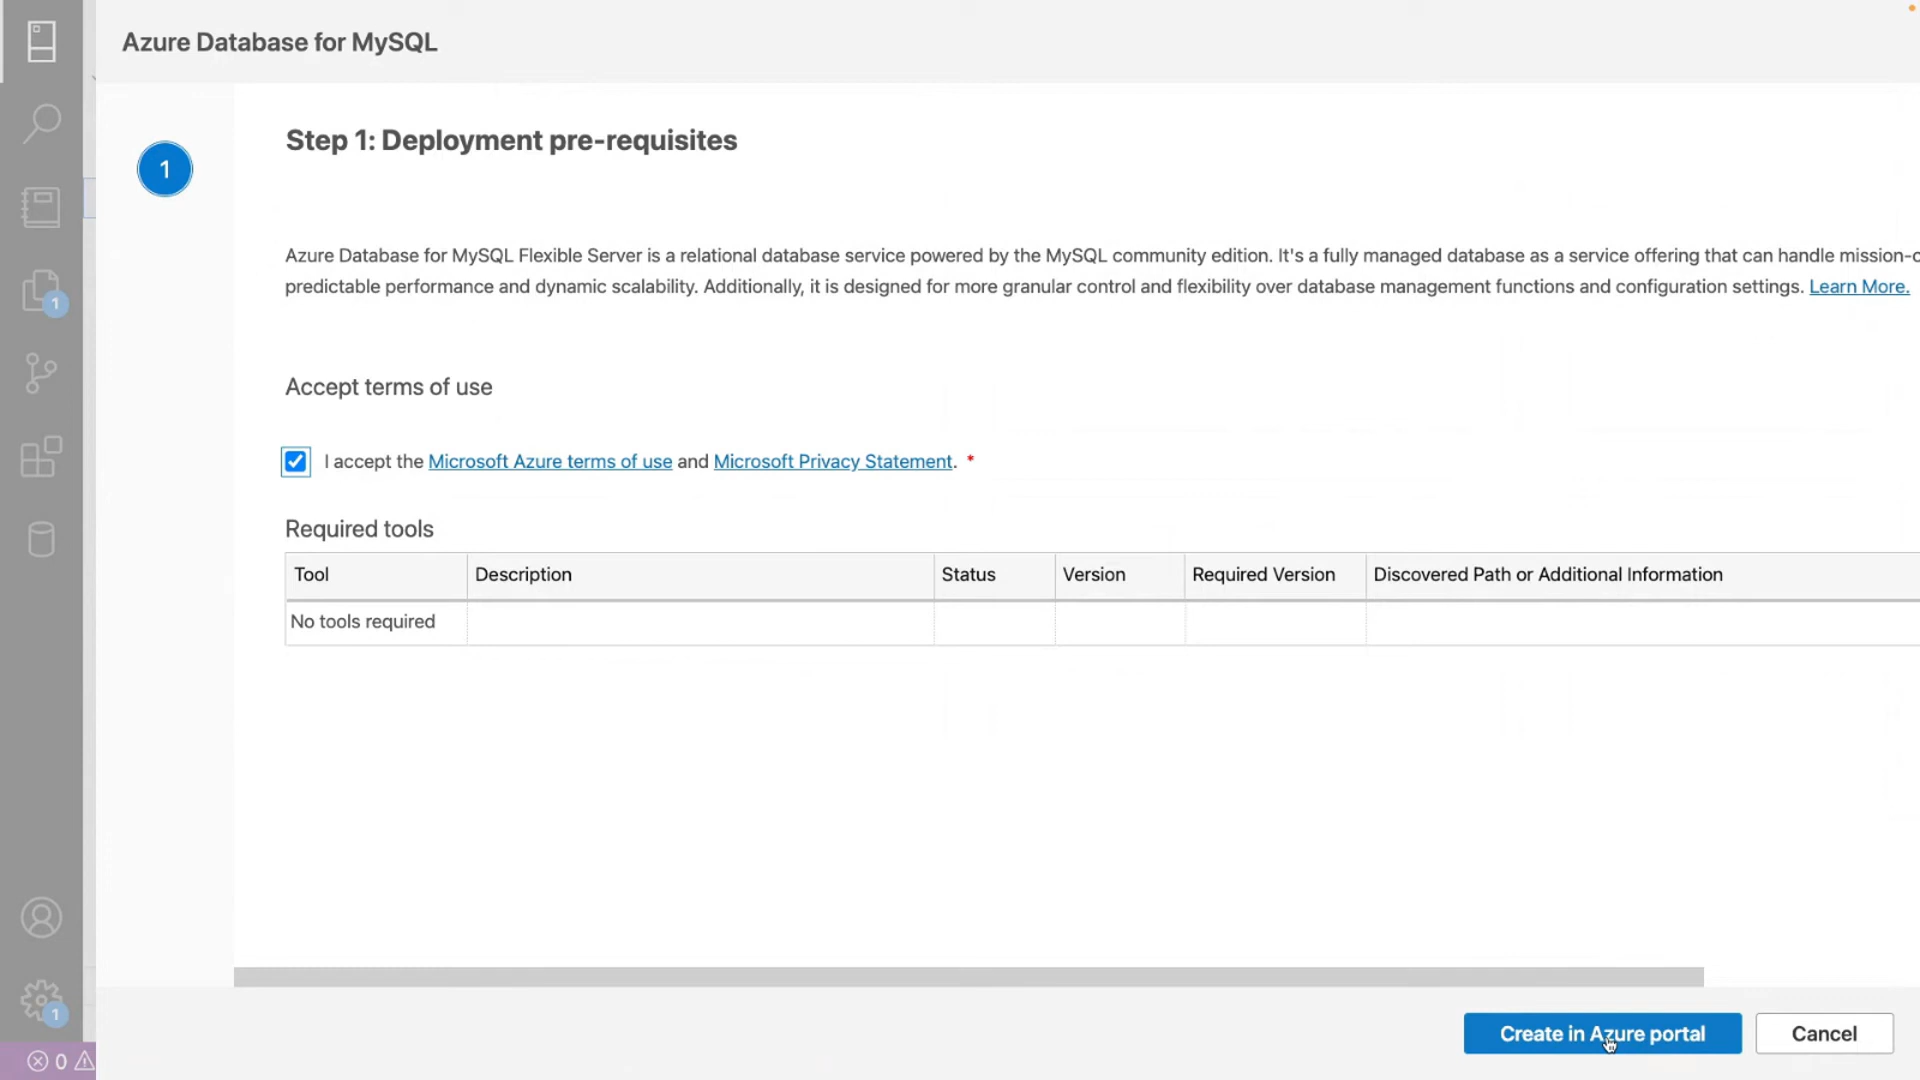 Azure Database for MySQL
1
Step 1: Deployment pre-requisites
Azure Database for MySQL Flexible Server is a relational database service powered by the MySQL community edition. It's a fully managed database as a service offering that can handle mission-c
predictable performance and dynamic scalability. Additionally, it is designed for more granular control and flexibility over database management functions and configuration settings. Learn More.
Accept terms of use
I accept the Microsoft Azure terms of use and Microsoft Privacy Statement. *
Required tools
Tool Description Status Version Required Version Discovered Path or Additional Information
No tools required
1
1
0
Create in Azure portal Cancel